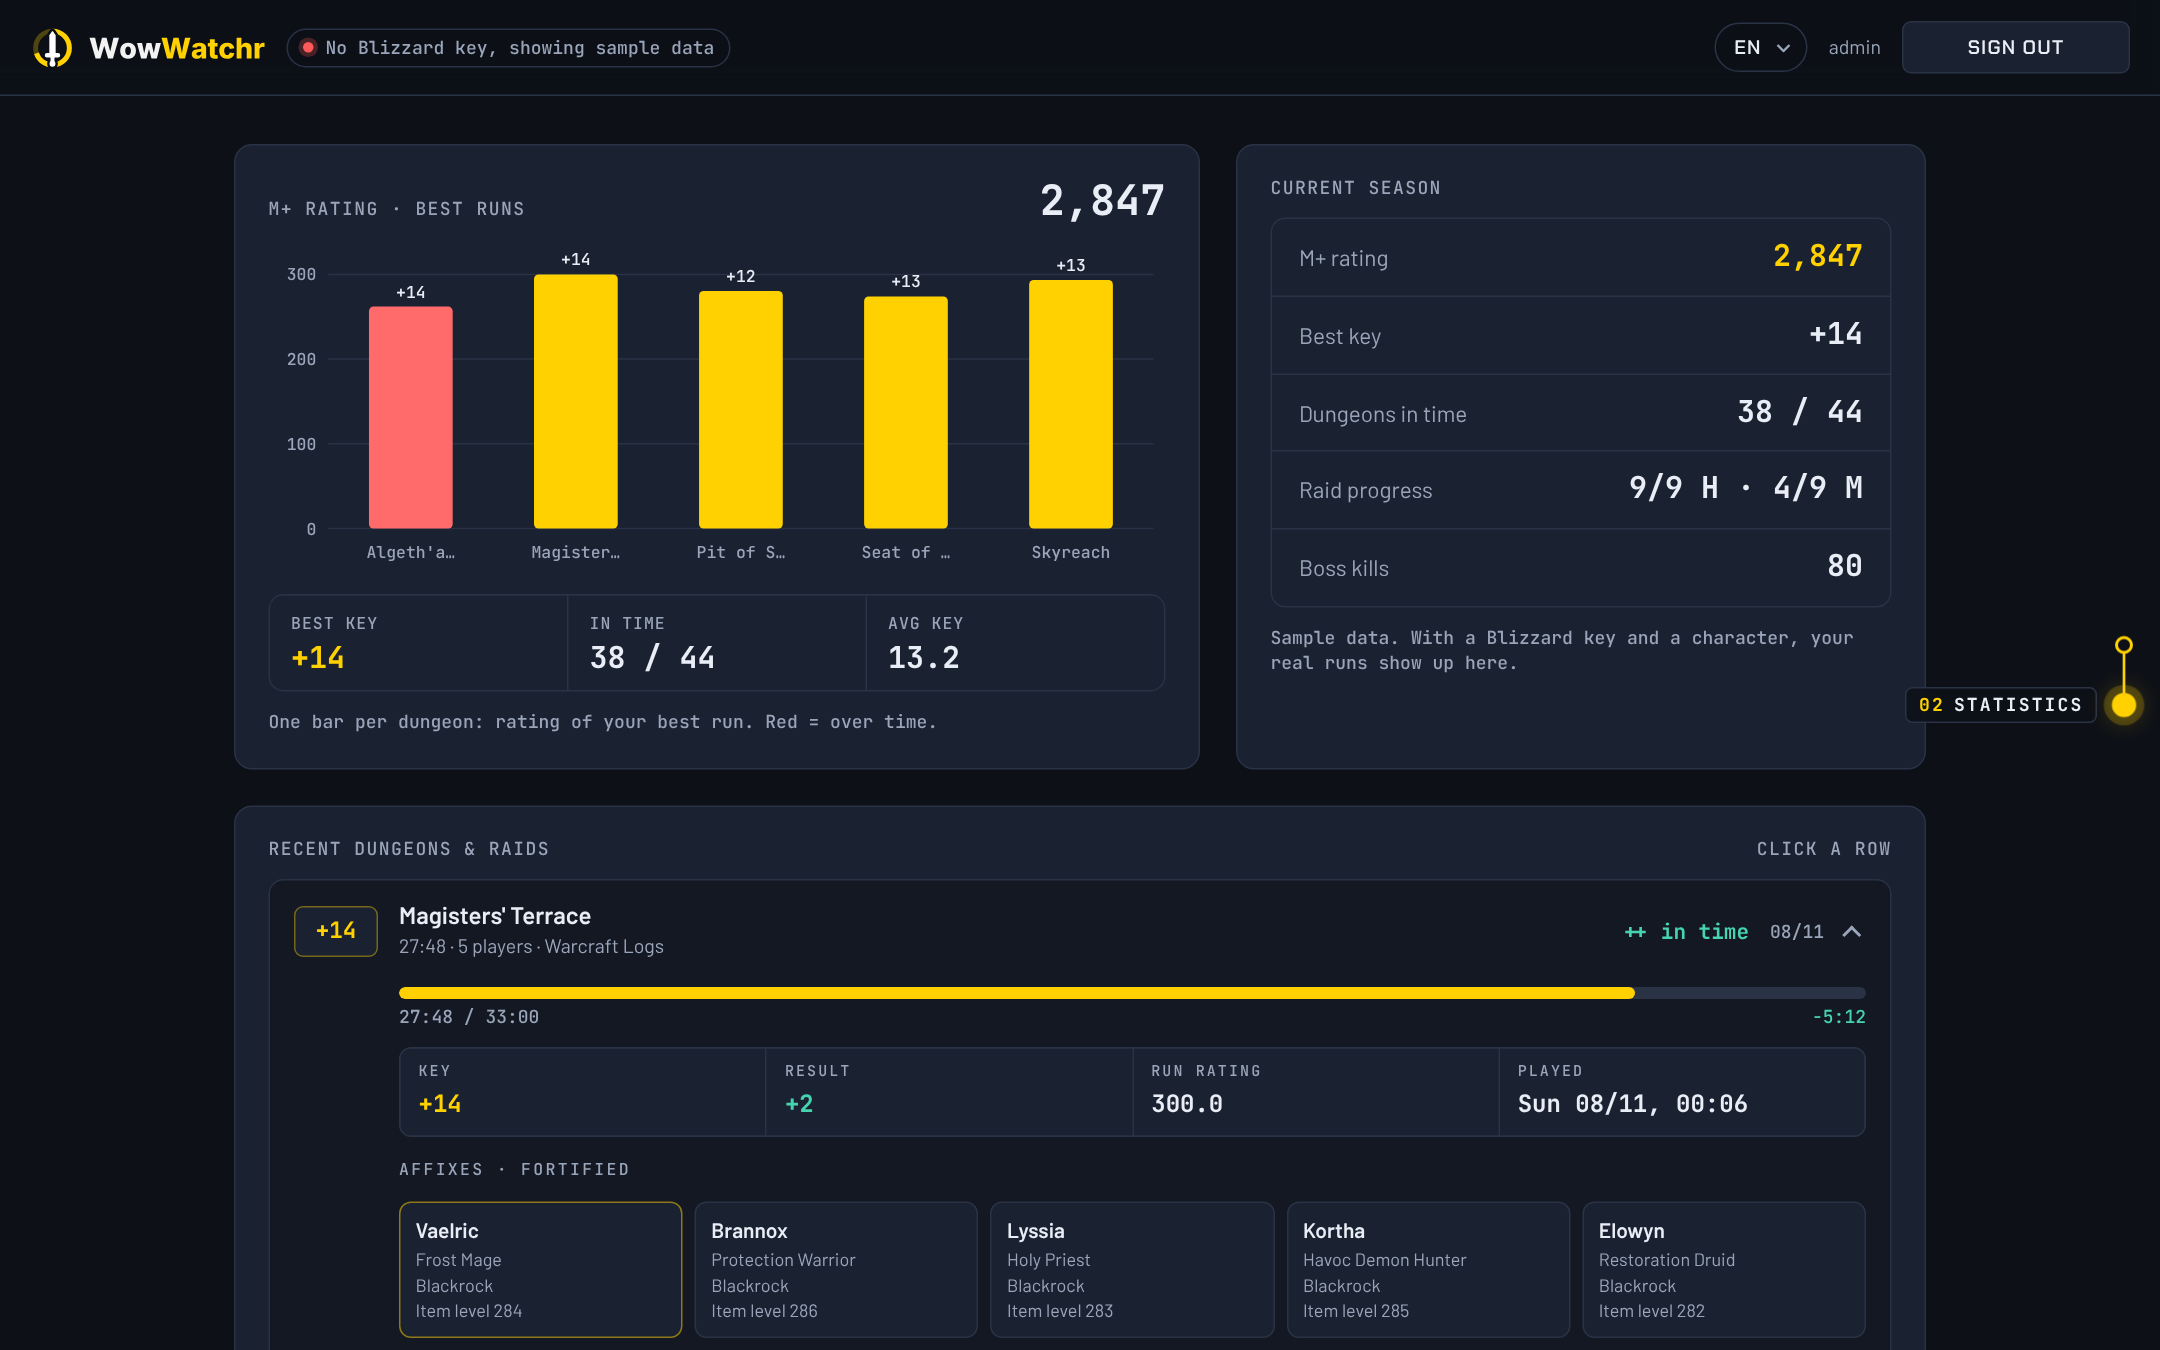 WowWatchr
No Blizzard key, showing sample data
EN
admin
SIGN OUT
M+ RATING · BEST RUNS
2,847
300
200
100
0
+14
+14
+12
+13
+13
Algeth'a…
Magister…
Pit of S…
Seat of …
Skyreach
BEST KEY
+14
IN TIME
38 / 44
AVG KEY
13.2
One bar per dungeon: rating of your best run. Red = over time.
CURRENT SEASON
M+ rating
2,847
Best key
+14
Dungeons in time
38 / 44
Raid progress
9/9 H · 4/9 M
Boss kills
80
Sample data. With a Blizzard key and a character, your
real runs show up here.
02 STATISTICS
RECENT DUNGEONS & RAIDS
CLICK A ROW
+14
Magisters' Terrace
27:48 · 5 players · Warcraft Logs
++ in time
08/11
27:48 / 33:00
-5:12
KEY
+14
RESULT
+2
RUN RATING
300.0
PLAYED
Sun 08/11, 00:06
AFFIXES · FORTIFIED
Vaelric
Frost Mage
Blackrock
Item level 284
Brannox
Protection Warrior
Blackrock
Item level 286
Lyssia
Holy Priest
Blackrock
Item level 283
Kortha
Havoc Demon Hunter
Blackrock
Item level 285
Elowyn
Restoration Druid
Blackrock
Item level 282